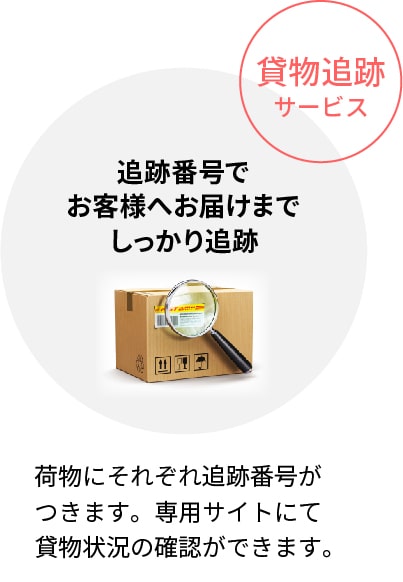 貸物追跡
サービス
追跡番号で
お客様へお届けまで
しっかり追跡
荷物にそれぞれ追跡番号が
つきます。専用サイトにて
貸物状況の確認ができます。